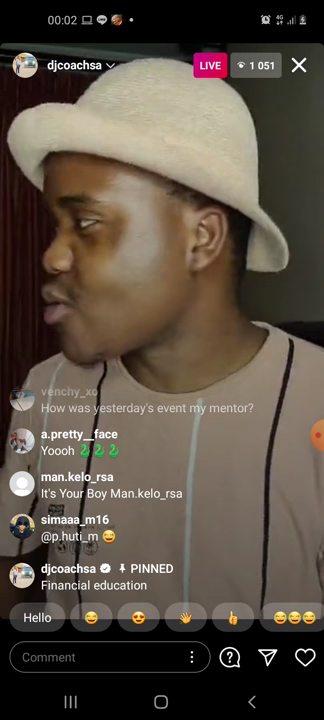 00:02
4G
djcoachsa
LIVE
1 051
venchy_xo
How was yesterday's event my mentor?
a.pretty__face
Yoooh 🐉🐉🐉
man.kelo_rsa
It's Your Boy Man.kelo_rsa
simaaa_m16
@p.huti_m 😂
djcoachsa PINNED
Financial education
Hello 😂 😍 👋 👍 😂😂😂
Comment